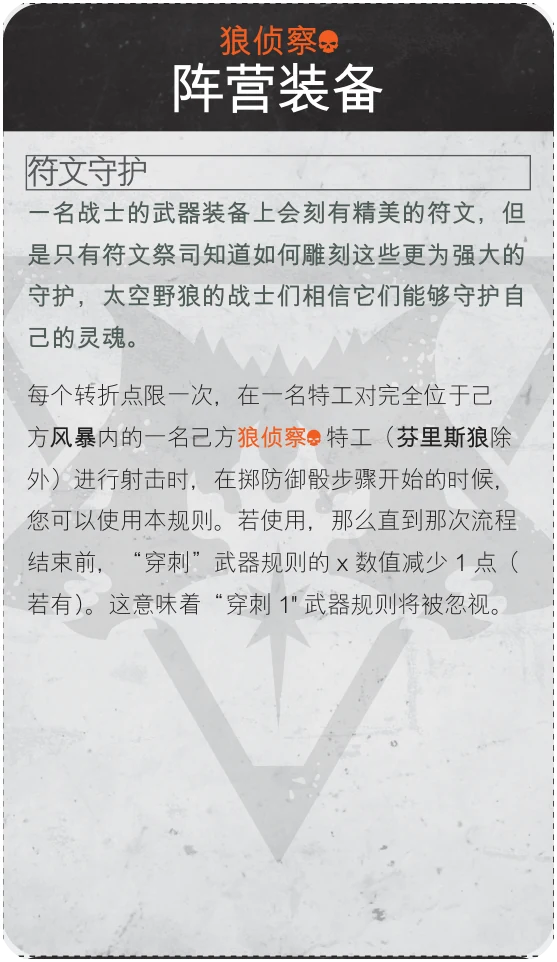 狼侦察
阵营装备
符文守护
一名战士的武器装备上会刻有精美的符文，但
是只有符文祭司知道如何雕刻这些更为强大的
守护，太空野狼的战士们相信它们能够守护自
己的灵魂。
每个转折点限一次，在一名特工对完全位于己
方风暴内的一名己方狼侦察特工（芬里斯狼除
外）进行射击时，在掷防御骰步骤开始的时候，
您可以使用本规则。若使用，那么直到那次流程
结束前，“穿刺”武器规则的 x 数值减少 1 点（
若有）。这意味着“穿刺 1" 武器规则将被忽视。